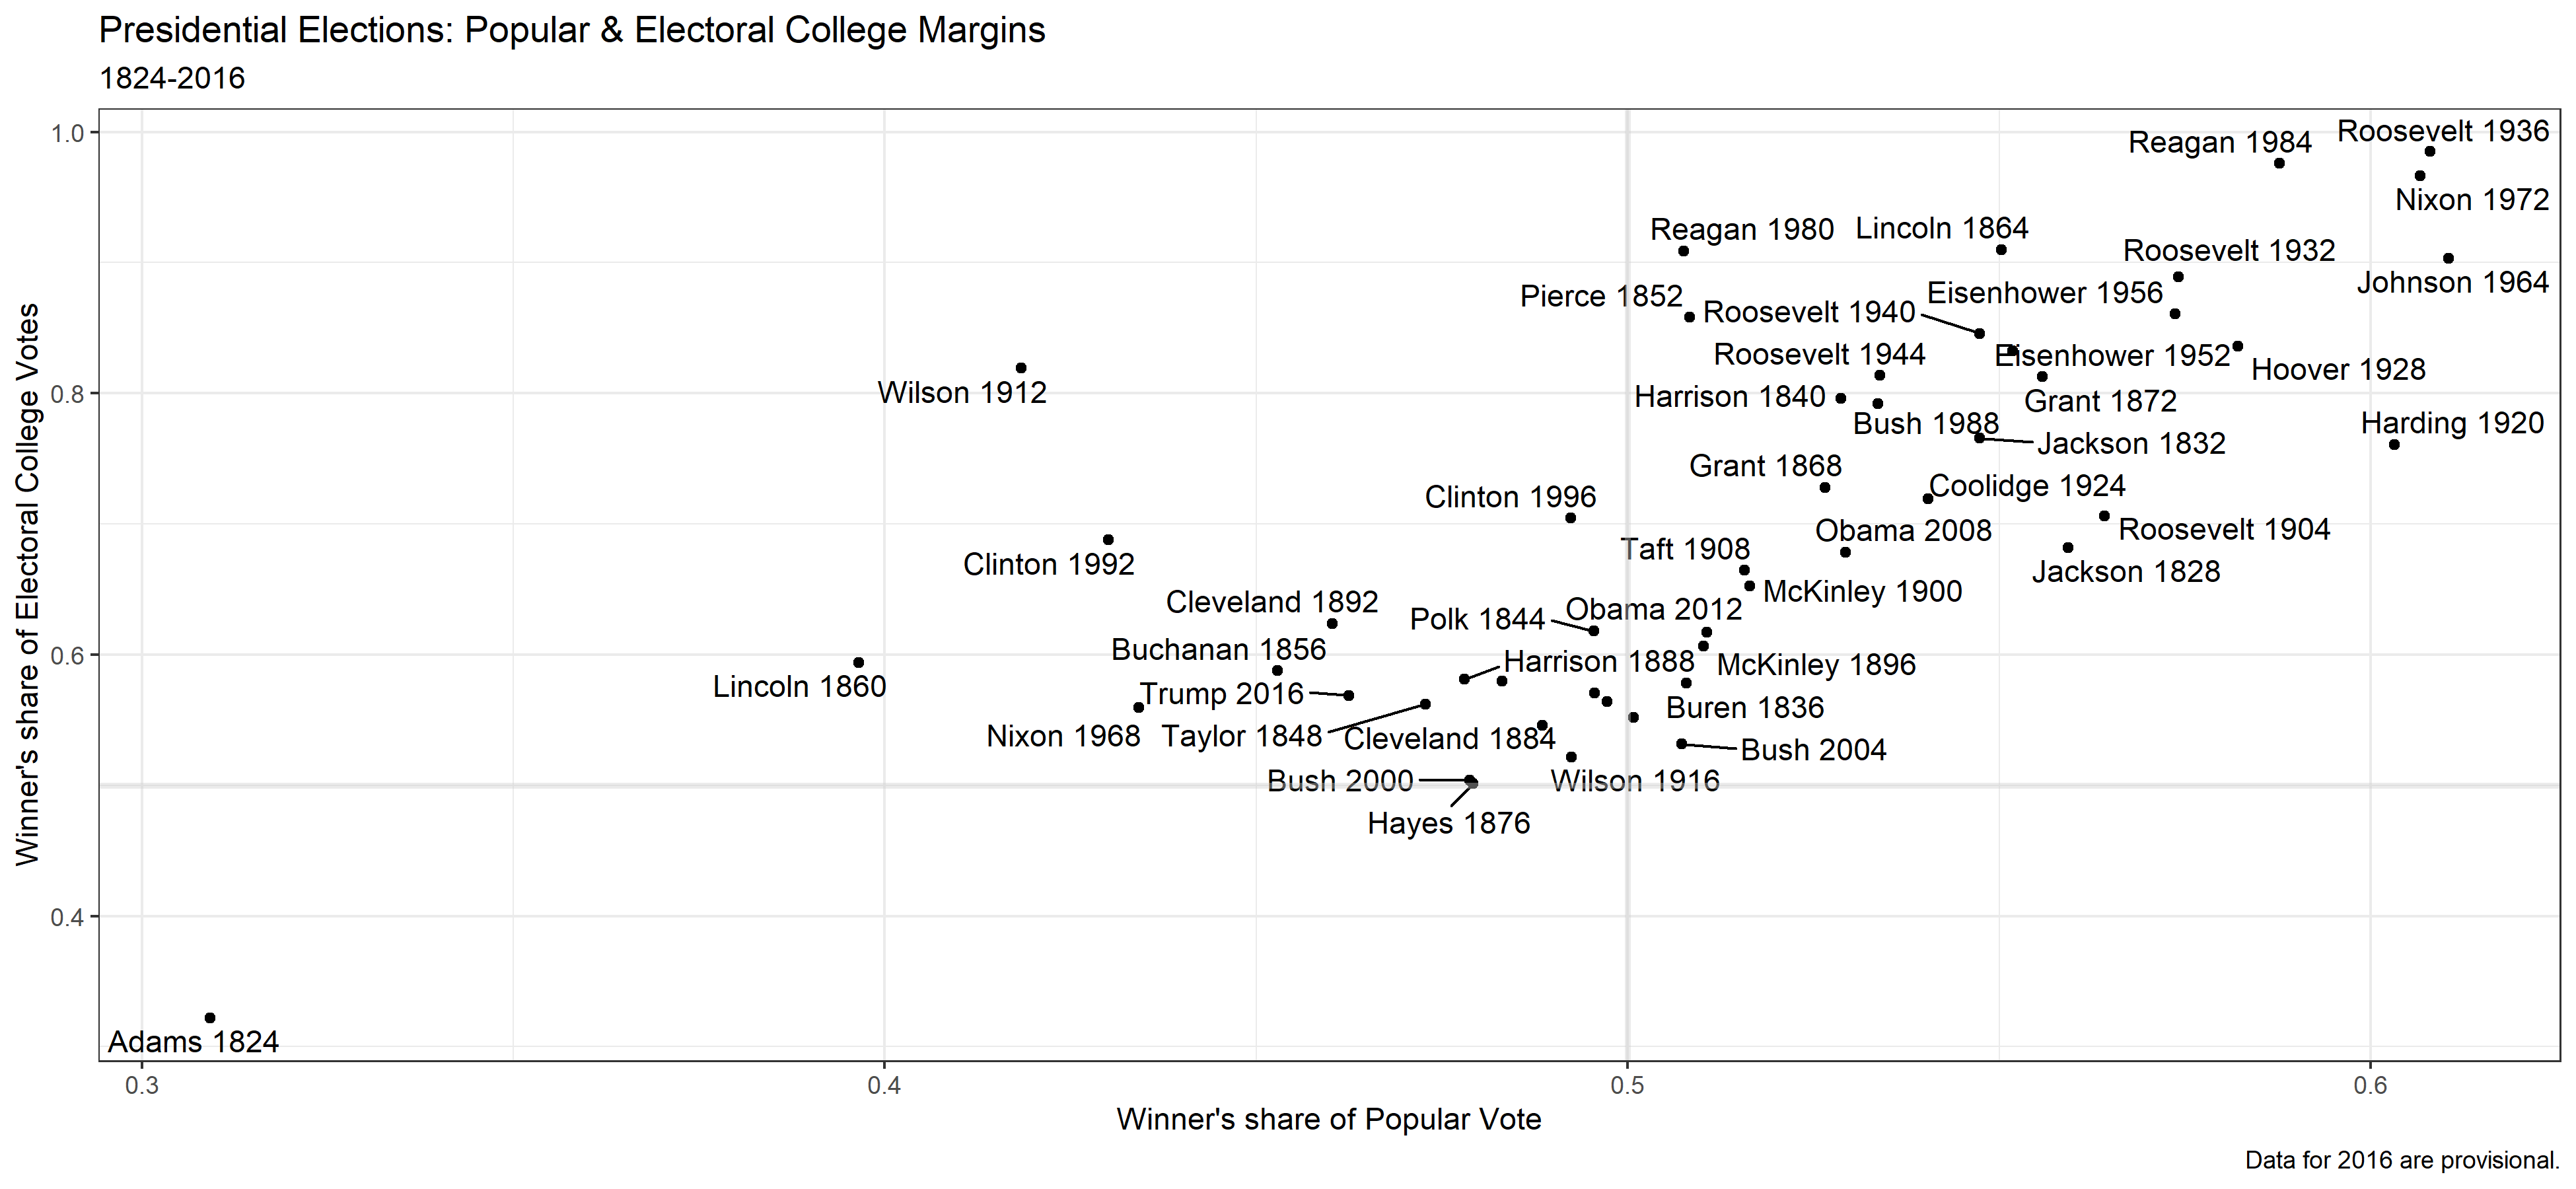 Presidential Elections: Popular & Electoral College Margins
1824-2016
Winner's share of Electoral College Votes
1.0
0.8
0.6
0.4
Roosevelt 1936
Reagan 1984
Nixon 1972
Reagan 1980
Lincoln 1864
Roosevelt 1932
Johnson 1964
Pierce 1852
Eisenhower 1956
Roosevelt 1940
Roosevelt 1944
Eisenhower 1952
Hoover 1928
Wilson 1912
Harrison 1840
Grant 1872
Bush 1988
Harding 1920
Jackson 1832
Grant 1868
Clinton 1996
Coolidge 1924
Obama 2008
Roosevelt 1904
Taft 1908
Clinton 1992
Jackson 1828
McKinley 1900
Cleveland 1892
Obama 2012
Polk 1844
Buchanan 1856
Harrison 1888
McKinley 1896
Lincoln 1860
Trump 2016
Buren 1836
Nixon 1968
Taylor 1848
Cleveland 1884
Bush 2004
Bush 2000
Wilson 1916
Hayes 1876
Adams 1824
0.3
0.4
0.5
0.6
Winner's share of Popular Vote
Data for 2016 are provisional.